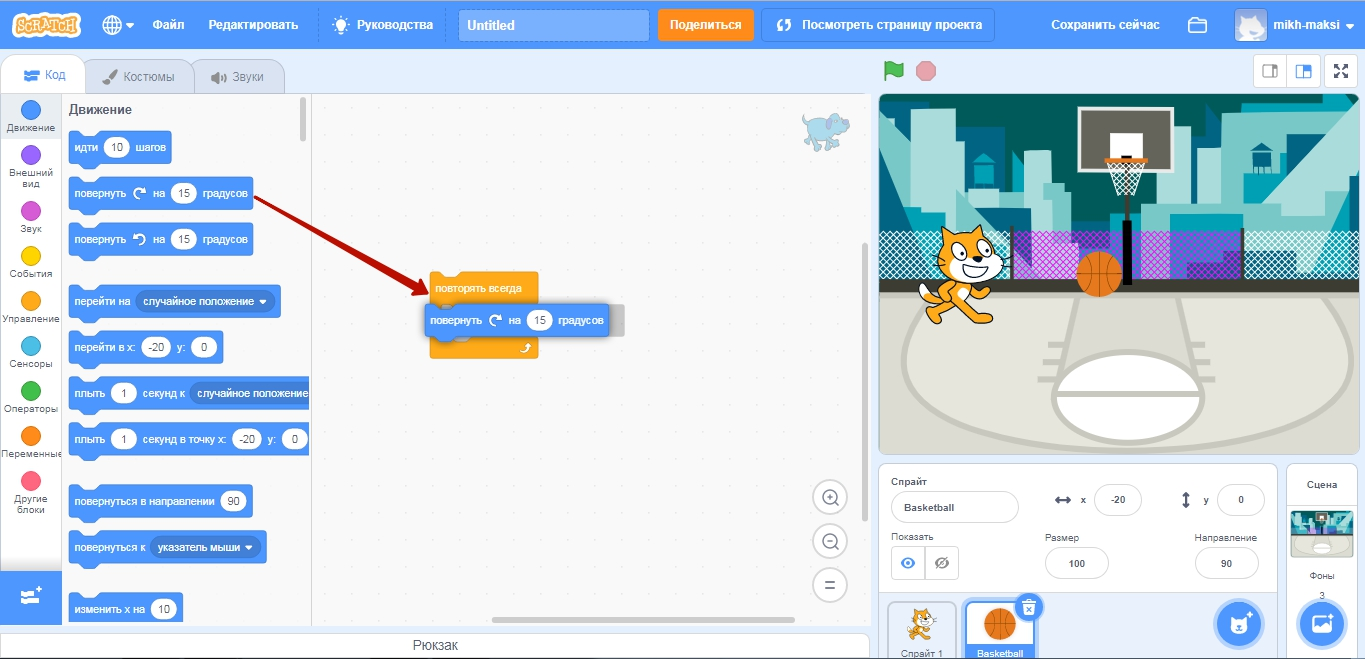 SCRATCH
Файл
Редактировать
Руководства
Untitled
Поделиться
Посмотреть страницу проекта
Сохранить сейчас
mikh-maksi
Код
Костюмы
Звуки
Движение
Внешний
вид
Звук
События
Управление
Сенсоры
Операторы
Переменные
Другие
блоки
Движение
идти 10 шагов
повернуть на 15 градусов
повернуть на 15 градусов
перейти на случайное положение
перейти в x: -20 y: 0
плыть 1 секунд к случайное положение
плыть 1 секунд в точку x: -20 y: 0
повернуться в направлении 90
повернуться к указатель мыши
изменить x на 10
повторять всегда
повернуть на 15 градусов
Спрайт
Basketball
x -20
y 0
Показать
Размер
100
Направление
90
Спрайт 1
Basketball
Сцена
Фоны
3
Рюкзак